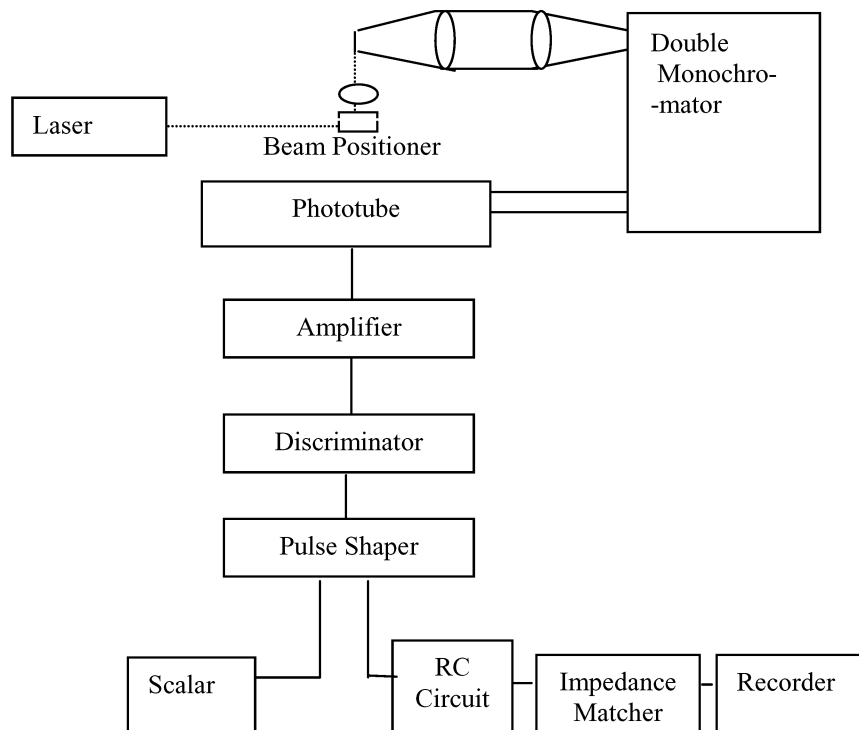 Double
Monochro-
-mator
Laser
Beam Positioner
Phototube
Amplifier
Discriminator
Pulse Shaper
Scalar
RC
Circuit
Impedance
Matcher
Recorder